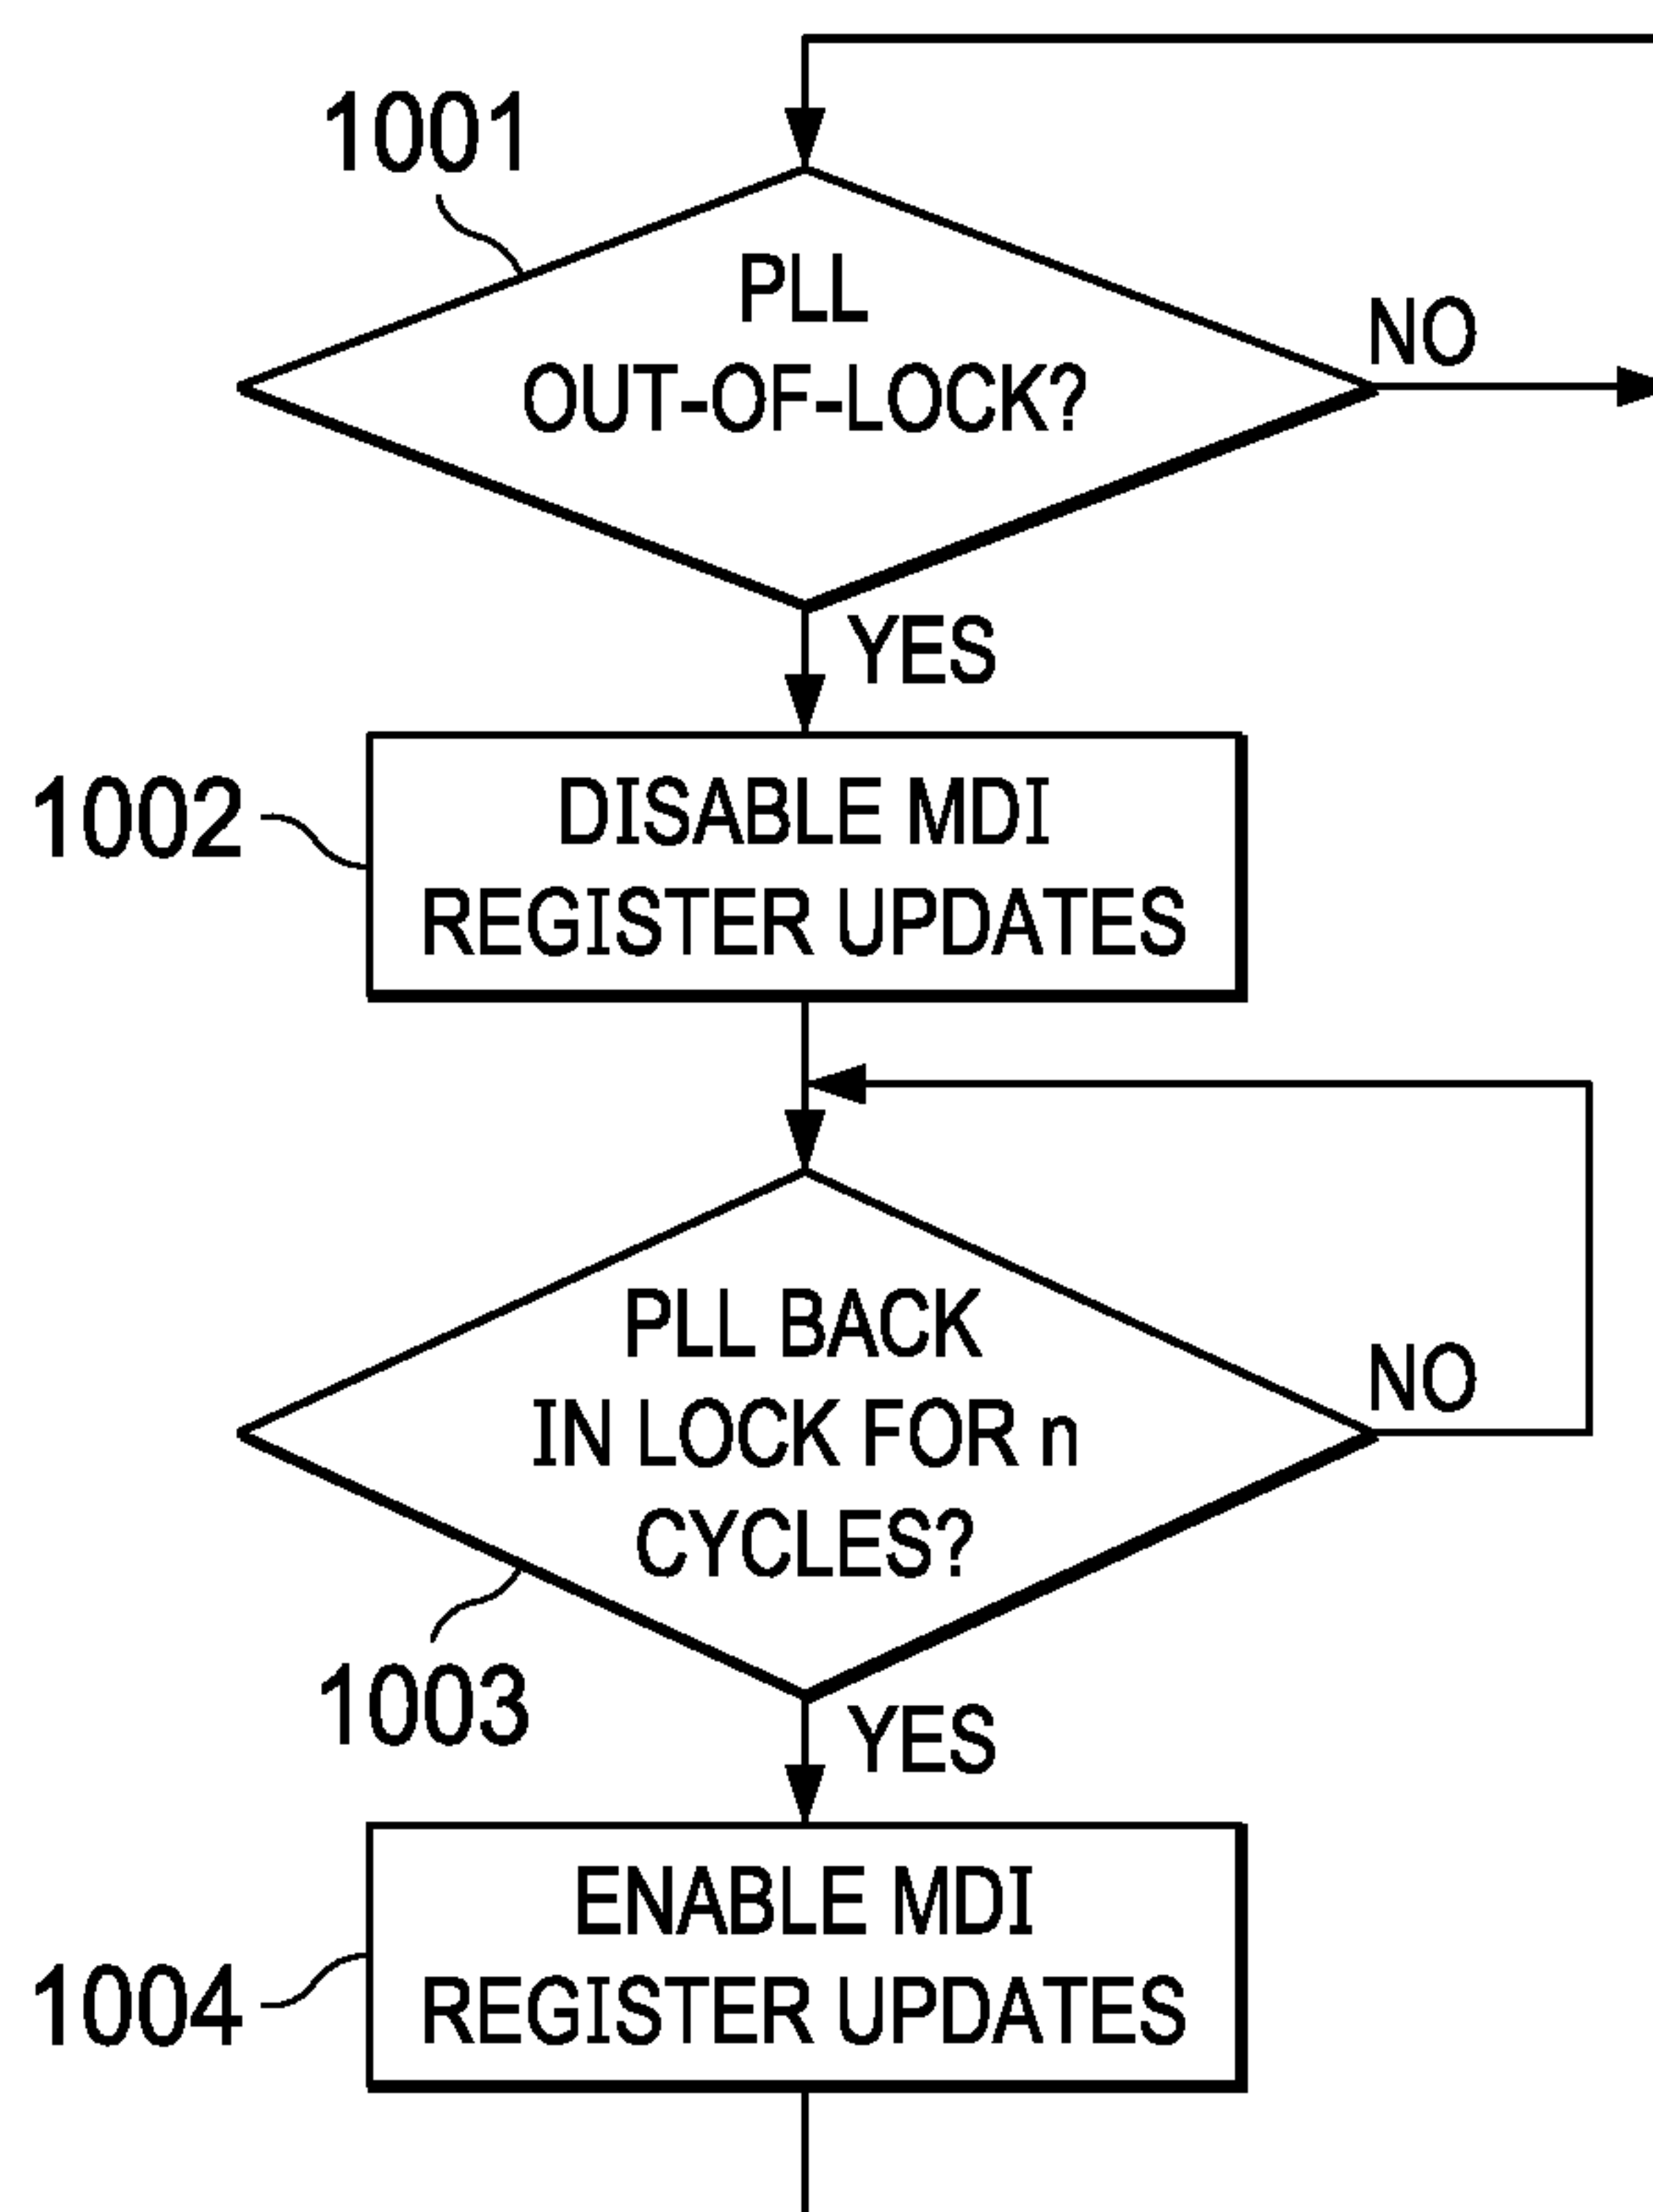 1001
PLL
OUT-OF-LOCK?
NO
YES
1002
DISABLE MDI
REGISTER UPDATES
PLL BACK
IN LOCK FOR n
CYCLES?
NO
1003
YES
ENABLE MDI
REGISTER UPDATES
1004